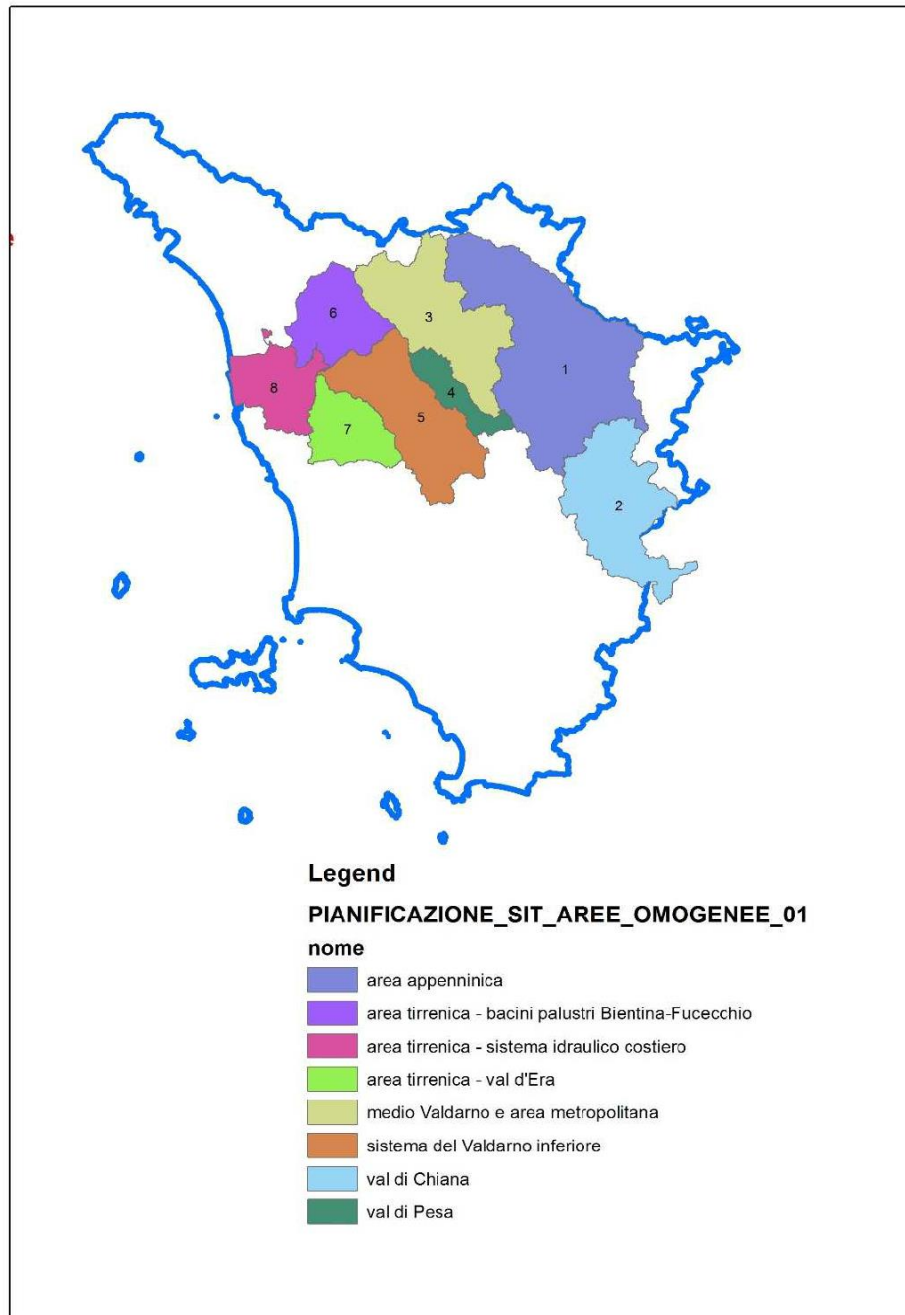 e
6
3
1
8
4
5
7
2
Legend
PIANIFICAZIONE_SIT_AREE_OMOGENEE_01
nome
area appenninica
area tirrenica - bacini palustri Bientina-Fucecchio
area tirrenica - sistema idraulico costiero
area tirrenica - val d'Era
medio Valdarno e area metropolitana
sistema del Valdarno inferiore
val di Chiana
val di Pesa